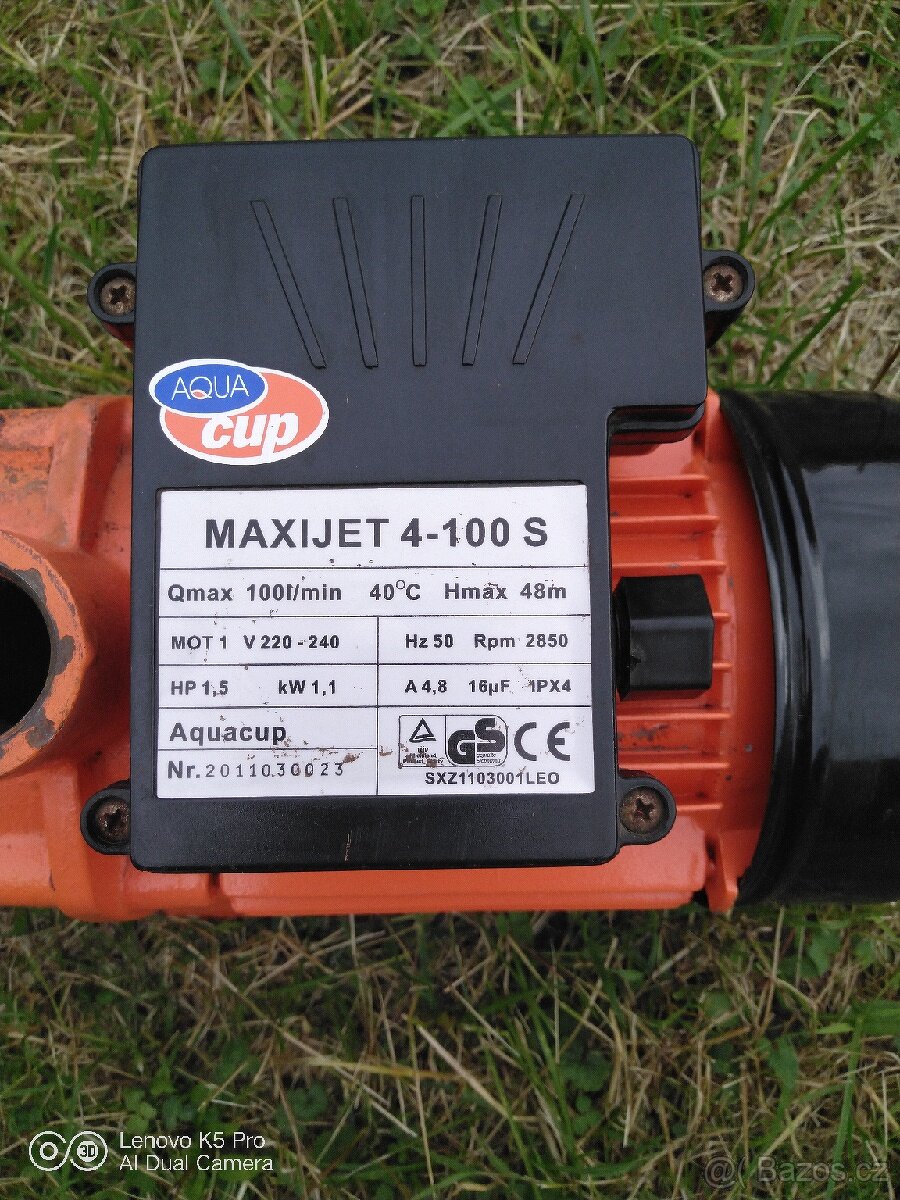 AQUA
cup
MAXIJET 4-100 S
Qmax 100l/min 40°C Hmax 48m
MOT 1 V 220 - 240 Hz 50 Rpm 2850
HP 1,5 kW 1,1 A 4,8 16µF IPX4
Aquacup
Nr. 2011030023
GS CE
SXZ1103001LEO
3D
Lenovo K5 Pro
AI Dual Camera
@ Bazos.cz